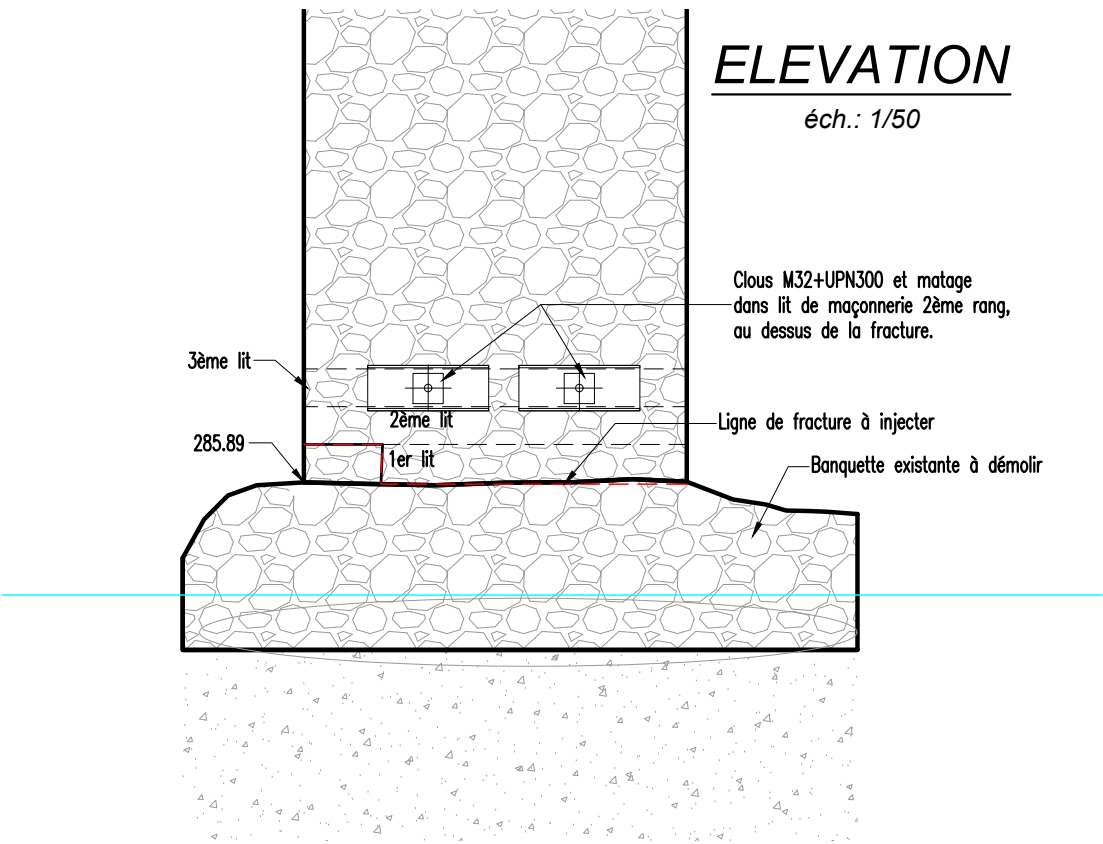 ELEVATION
éch.: 1/50
Clous M32+UPN300 et matage
dans lit de maçonnerie 2ème rang,
au dessus de la fracture.
3ème lit
2ème lit
Ligne de fracture à injecter
285.89
1er lit
Banquette existante à démolir